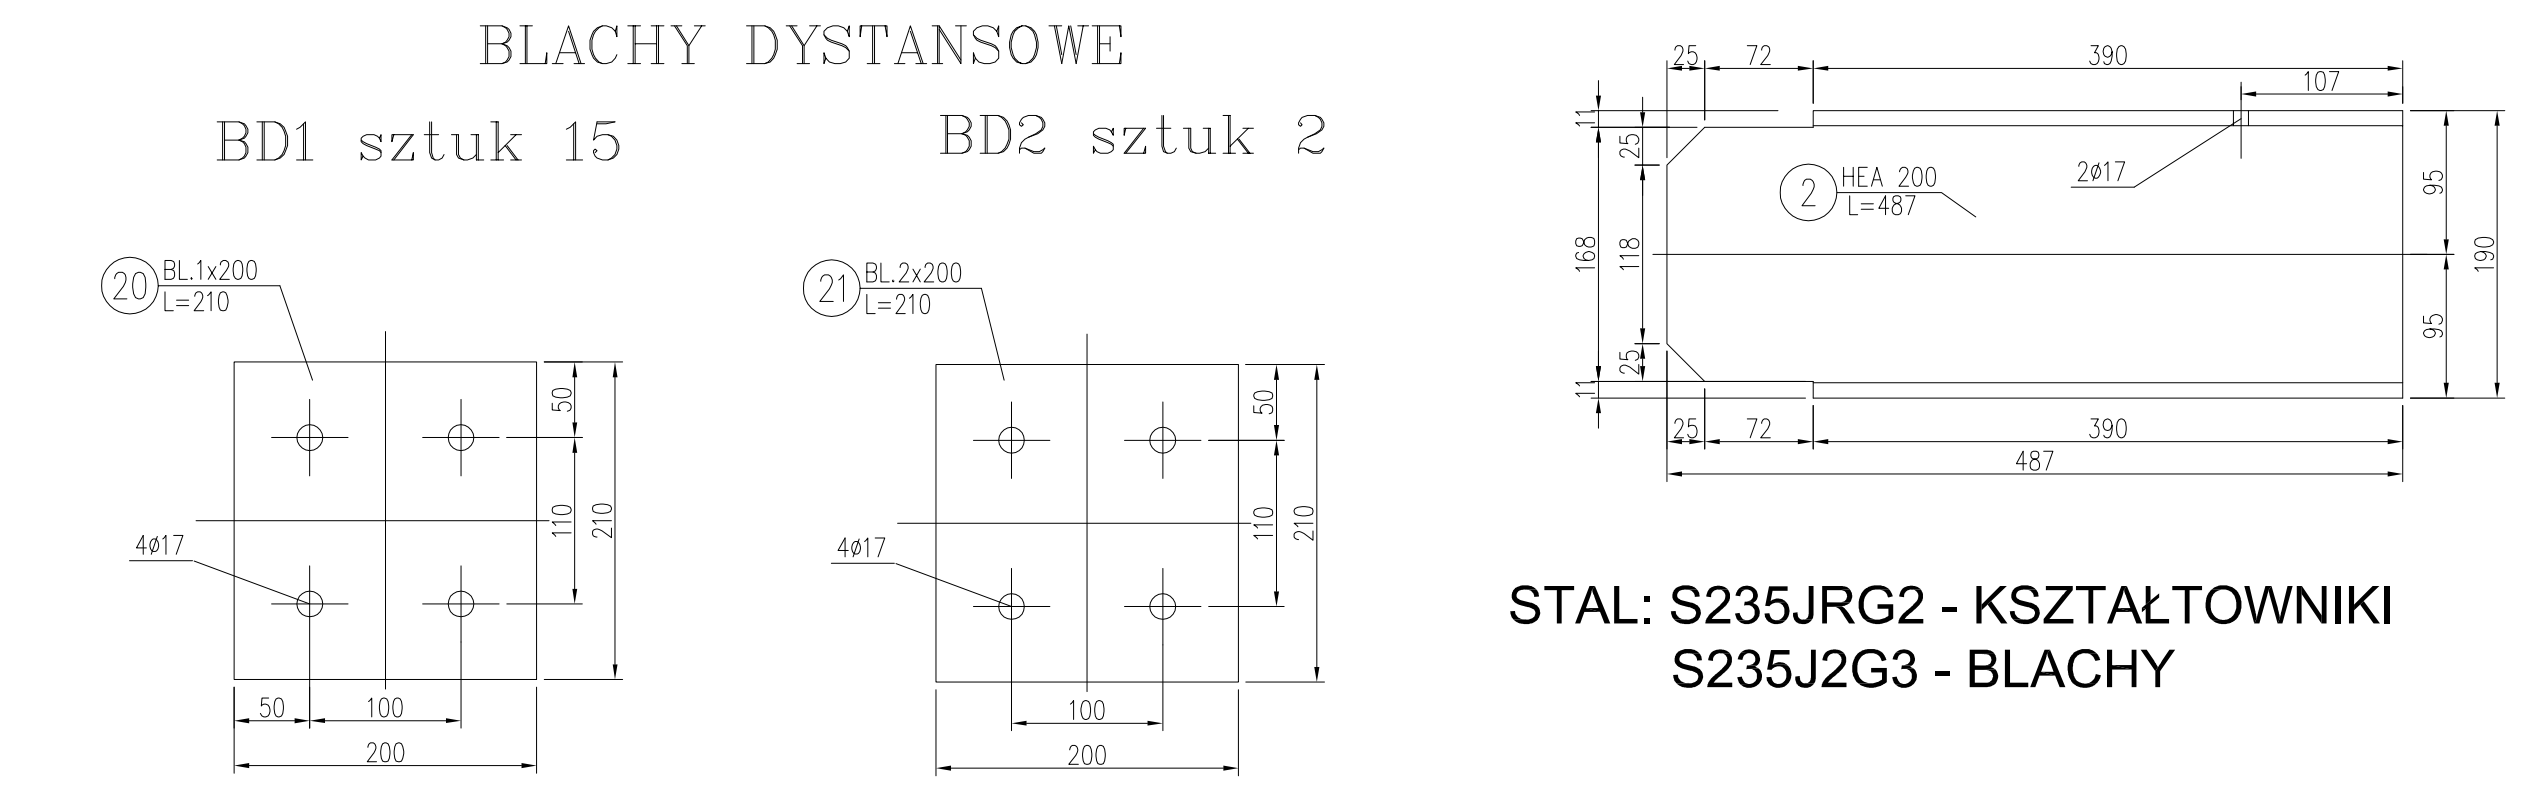 BLACHY DYSTANSOWE
BD1 sztuk 15
BD2 sztuk 2
20
BL.1x200
L=210
4ø17
50
110
210
50
100
200
21
BL.2x200
L=210
4ø17
50
110
210
100
200
25
72
390
107
11
25
168
118
25
11
2
HEA 200
L=487
2ø17
95
95
190
25
72
390
487
STAL: S235JRG2 - KSZTAŁTOWNIKI
S235J2G3 - BLACHY